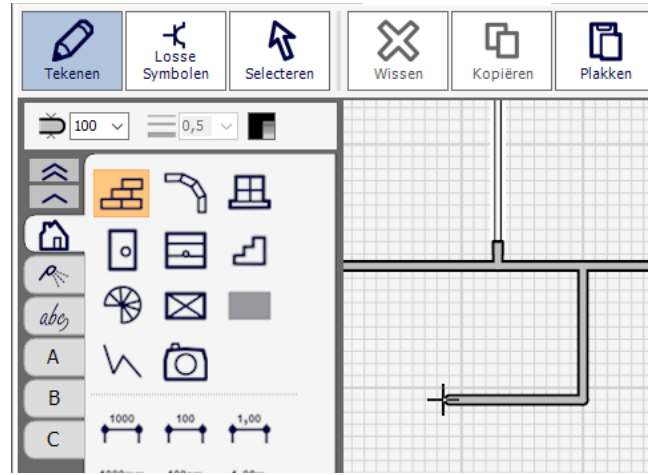 Tekenen
Losse
Symbolen
Selecteren
Wissen
Kopiëren
Plakken
100
0,5
abc
A
B
C
1000
100
1,00